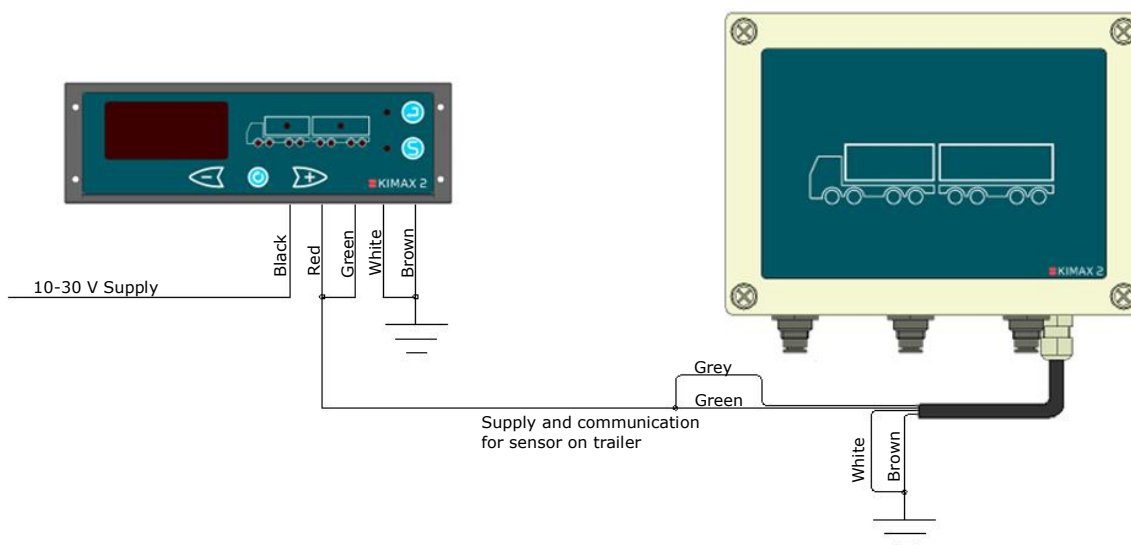 KIMAX 2
Black
Red
Green
White
Brown
10-30 V Supply
KIMAX 2
Grey
Green
Supply and communication
for sensor on trailer
White
Brown